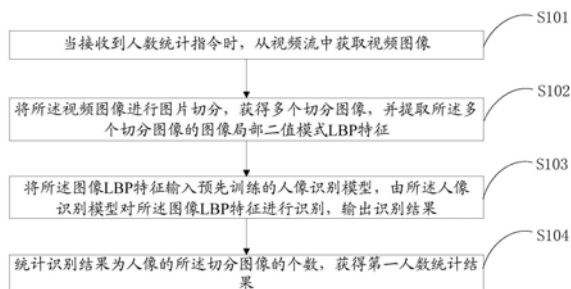 S101
当接收到人数统计指令时，从视频流中获取视频图像
S102
将所述视频图像进行图片切分，获得多个切分图像，并提取所述多
个切分图像的图像局部二值模式LBP特征
S103
将所述图像LBP特征输入预先训练的人像识别模型，由所述人像
识别模型对所述图像LBP特征进行识别，输出识别结果
S104
统计识别结果为人像的所述切分图像的个数，获得第一人数统计结
果